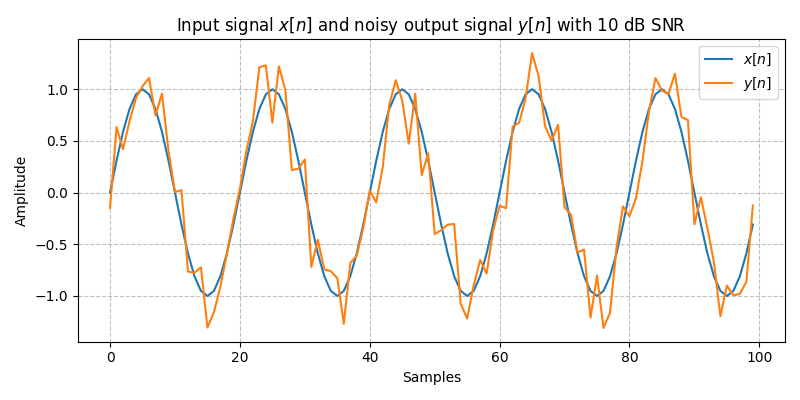 Input signal x[n] and noisy output signal y[n] with 10 dB SNR
x[n]
y[n]
1.0
0.5
0.0
−0.5
−1.0
Amplitude
0 20 40 60 80 100
Samples